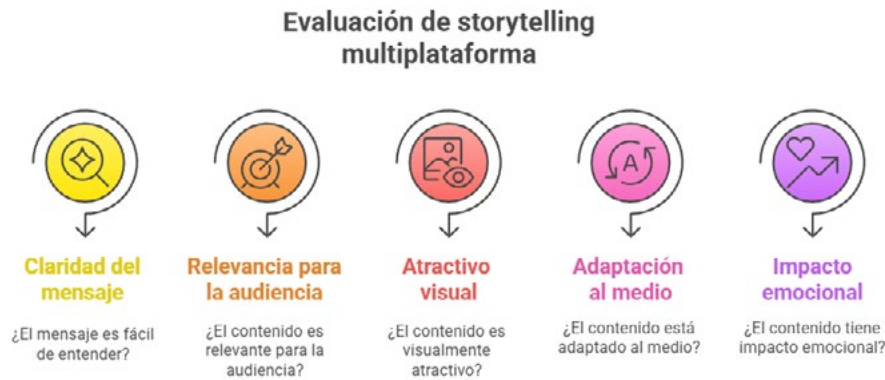 Evaluación de storytelling
multiplataforma
A
Claridad del
mensaje
¿El mensaje es fácil
de entender?
Relevancia para
la audiencia
¿El contenido es
relevante para la
audiencia?
Atractivo
visual
¿El contenido es
visualmente
atractivo?
Adaptación
al medio
¿El contenido está
adaptado al medio?
Impacto
emocional
¿El contenido tiene
impacto emocional?